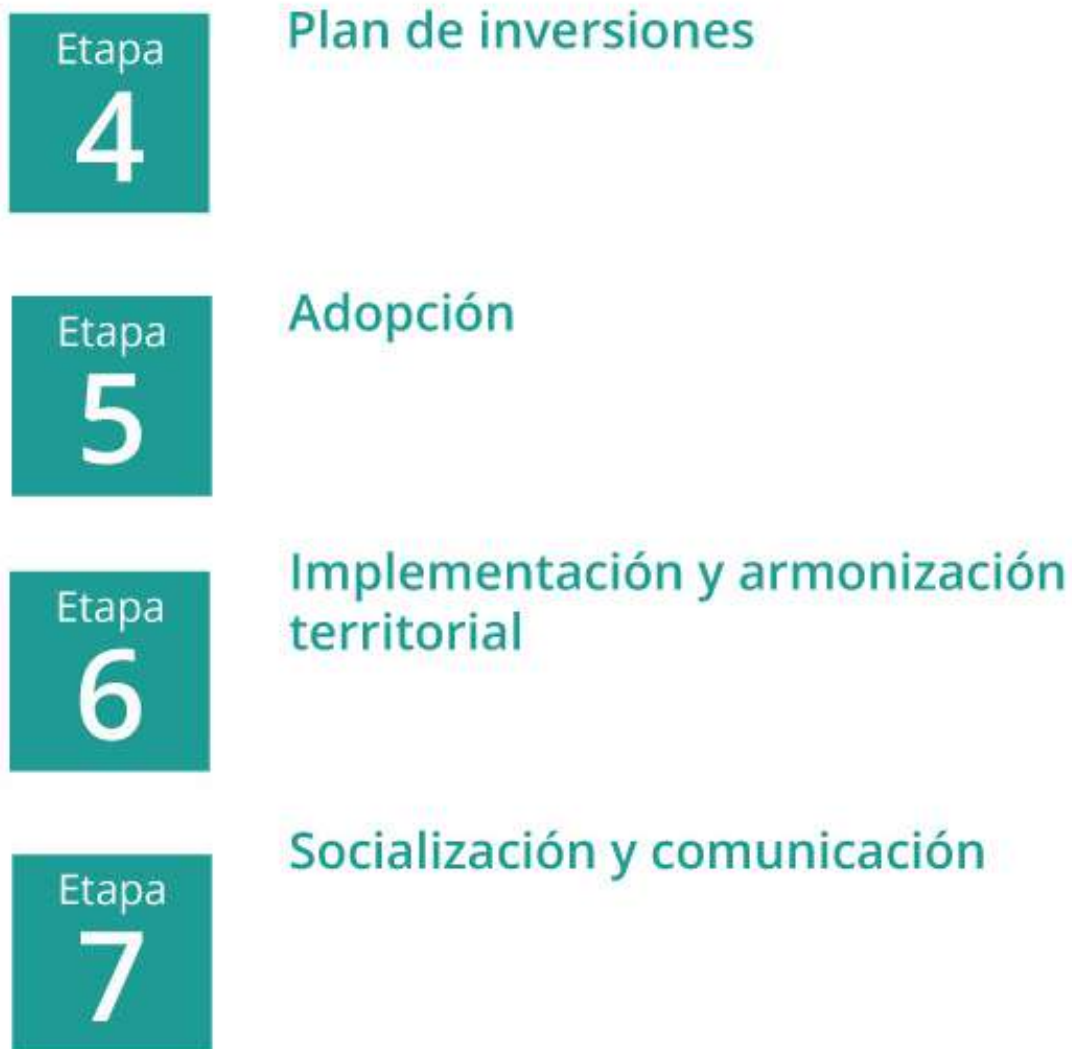 Etapa
4
Plan de inversiones
Etapa
5
Adopción
Etapa
6
Implementación y armonización
territorial
Etapa
7
Socialización y comunicación